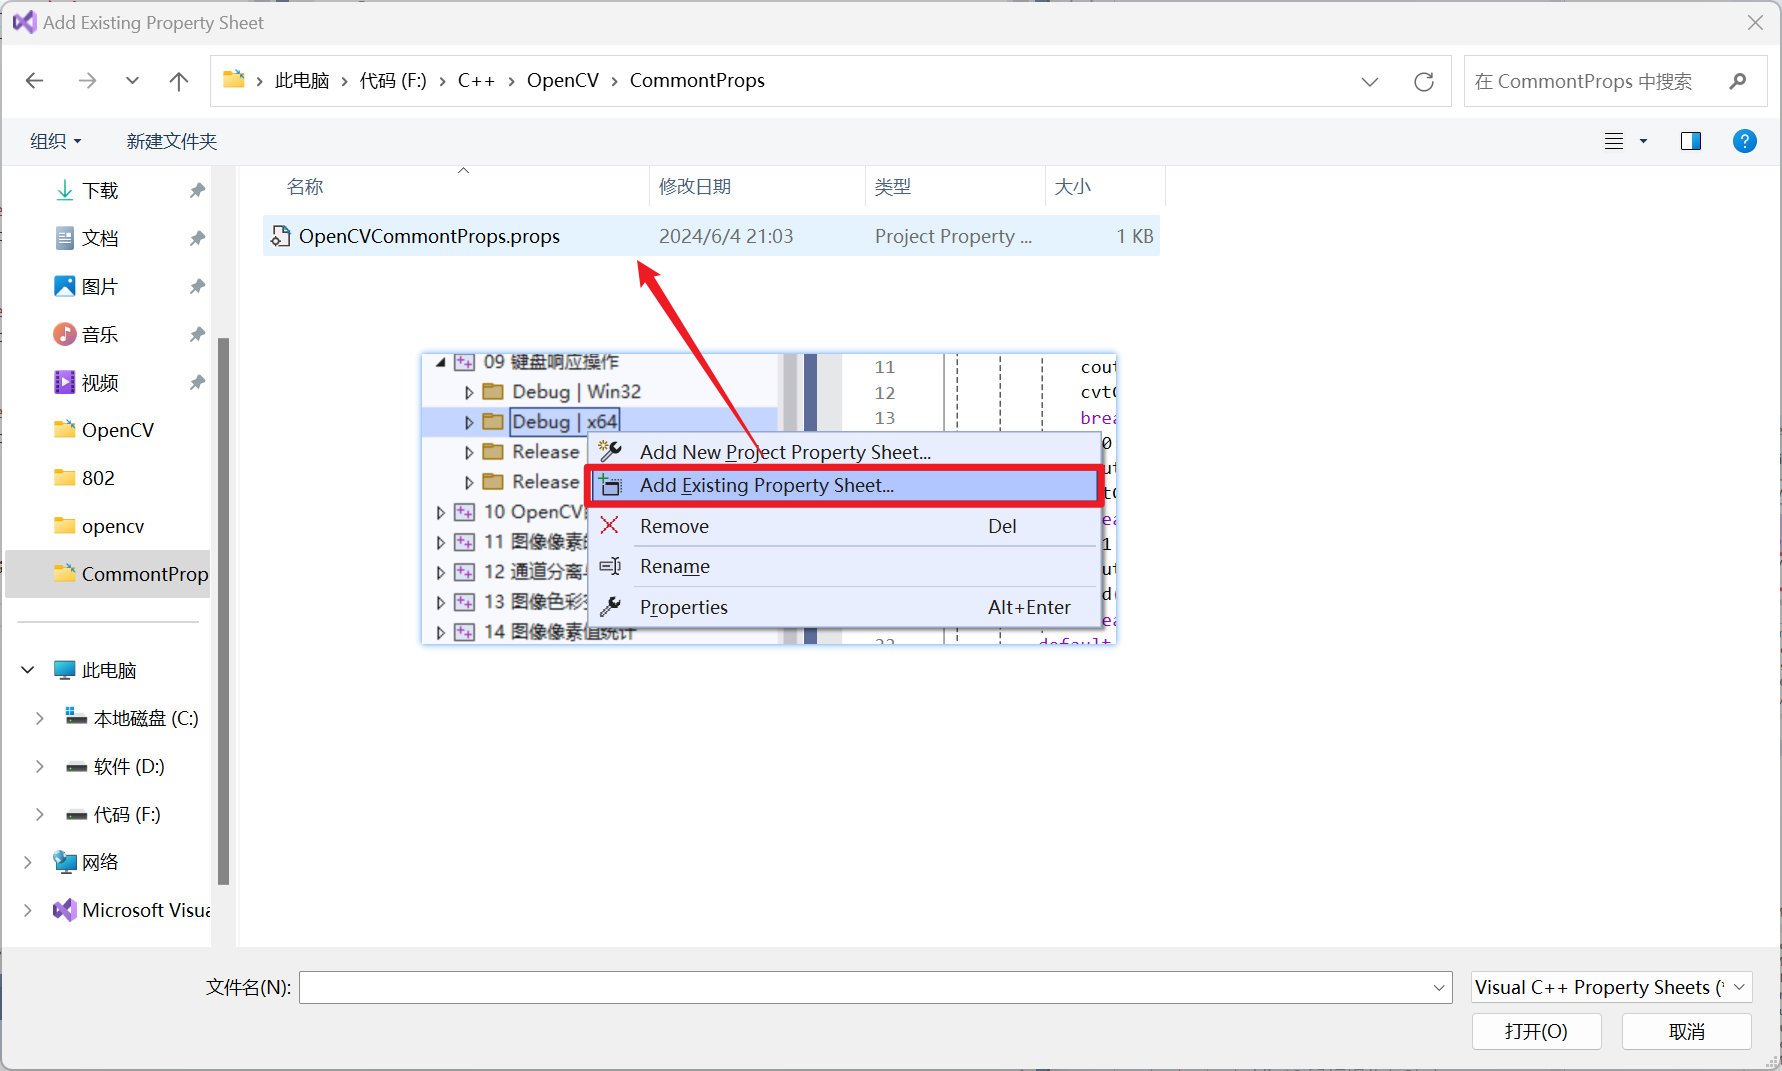 Add Existing Property Sheet
此电脑 代码 (F:) C++ OpenCV CommontProps
在 CommontProps 中搜索
组织 新建文件夹
名称 修改日期 类型 大小
OpenCVCommontProps.props 2024/6/4 21:03 Project Property ... 1 KB
下载
文档
图片
音乐
视频
OpenCV
802
opencv
CommontProp
此电脑
本地磁盘 (C:)
软件 (D:)
代码 (F:)
网络
Microsoft Visua
09 键盘响应操作
Debug | Win32
Debug | x64
Release
Release
10 OpenCV
11 图像像素
12 通道分离
13 图像色彩
14 图像像素值统计
11 cout
12 cvt
13 brea
default
Add New Project Property Sheet...
Add Existing Property Sheet...
Remove Del
Rename
Properties Alt+Enter
文件名(N):
Visual C++ Property Sheets (*
打开(O) 取消